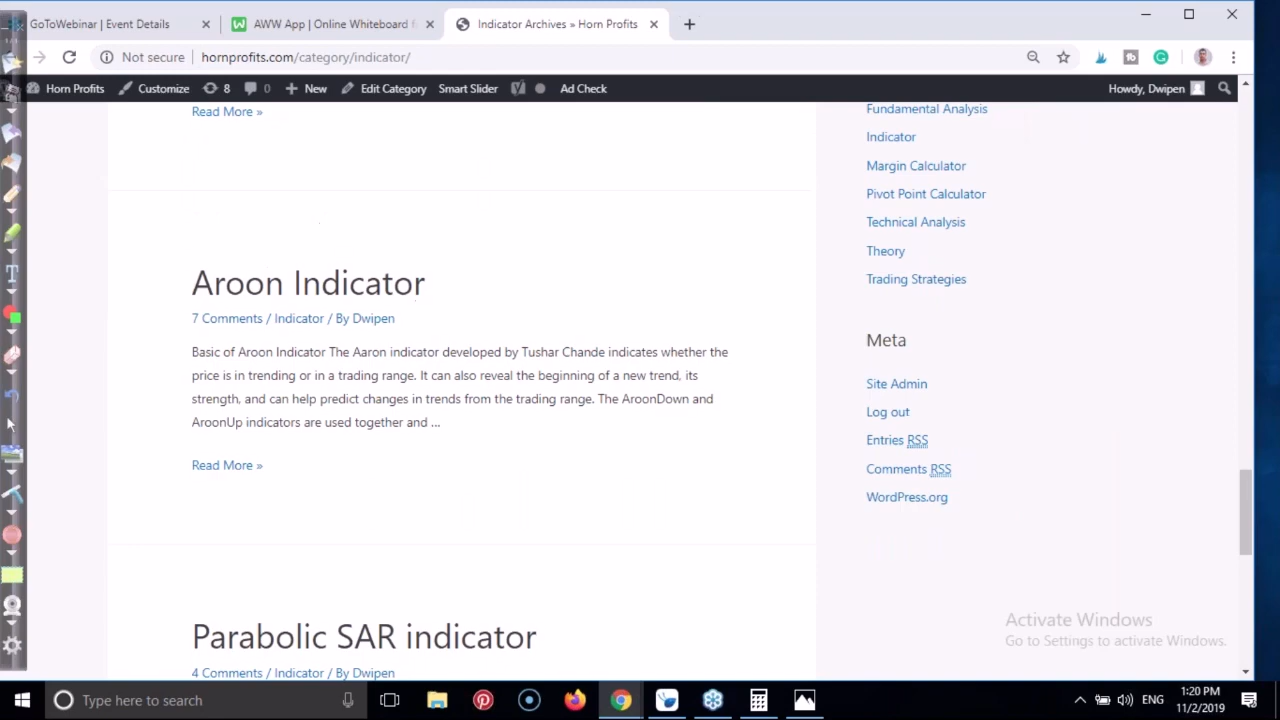 GoToWebinar | Event Details
AWW App | Online Whiteboard f
Indicator Archives » Horn Profits
Not secure
hornprofits.com/category/indicator/
Horn Profits
Customize
8
0
New
Edit Category
Smart Slider
Ad Check
Howdy, Dwipen
Read More »
Aroon Indicator
7 Comments / Indicator / By Dwipen
Basic of Aroon Indicator The Aaron indicator developed by Tushar Chande indicates whether the
price is in trending or in a trading range. It can also reveal the beginning of a new trend, its
strength, and can help predict changes in trends from the trading range. The AroonDown and
AroonUp indicators are used together and ...
Read More »
Parabolic SAR indicator
4 Comments / Indicator / By Dwipen
Fundamental Analysis
Indicator
Margin Calculator
Pivot Point Calculator
Technical Analysis
Theory
Trading Strategies
Meta
Site Admin
Log out
Entries RSS
Comments RSS
WordPress.org
Activate Windows
Go to Settings to activate Windows.
Type here to search
ENG
1:20 PM
11/2/2019